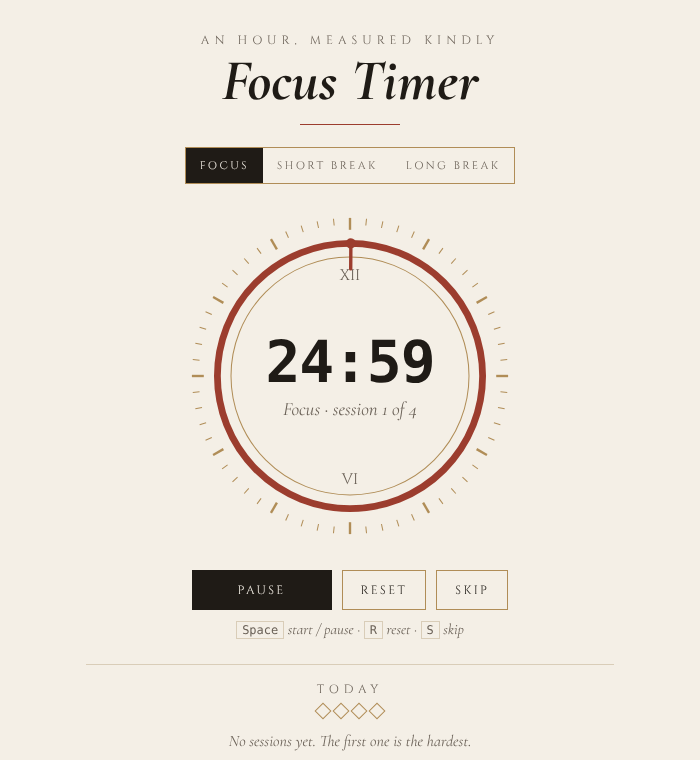 AN HOUR, MEASURED KINDLY
Focus Timer
FOCUS SHORT BREAK LONG BREAK
XII
24:59
Focus · session 1 of 4
VI
PAUSE RESET SKIP
Space start / pause · R reset · S skip
TODAY
No sessions yet. The first one is the hardest.